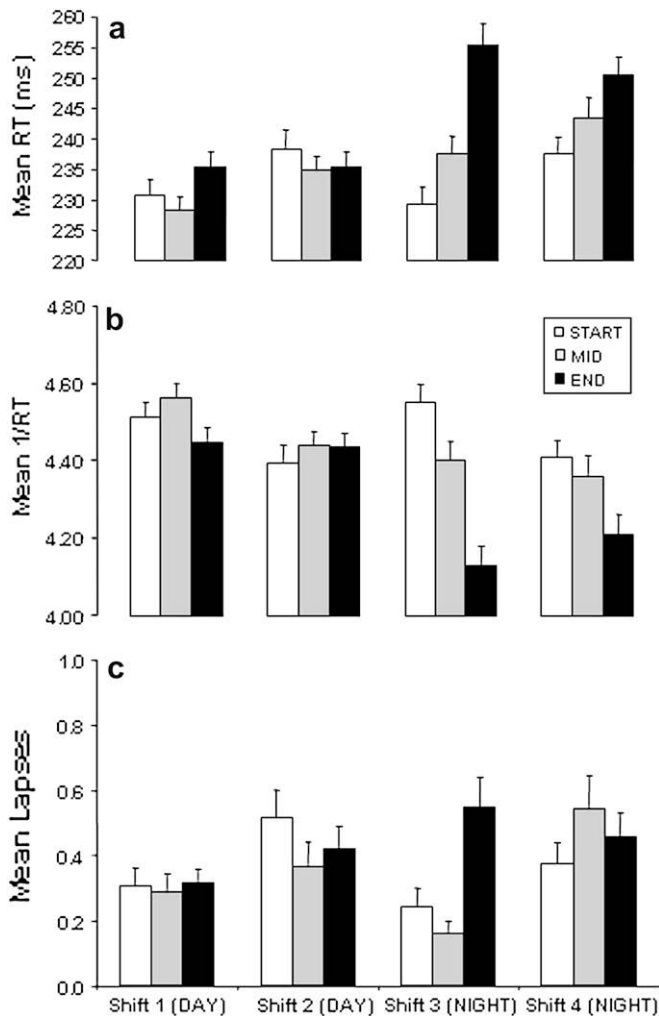 a
Mean RT (ms)
260
255
250
245
240
235
230
225
220
b
Mean 1/RT
4.80
4.60
4.40
4.20
4.00
START
MID
END
c
Mean Lapses
1.0
0.8
0.6
0.4
0.2
0.0
Shift 1 (DAY) Shift 2 (DAY) Shift 3 (NIGHT) Shift 4 (NIGHT)